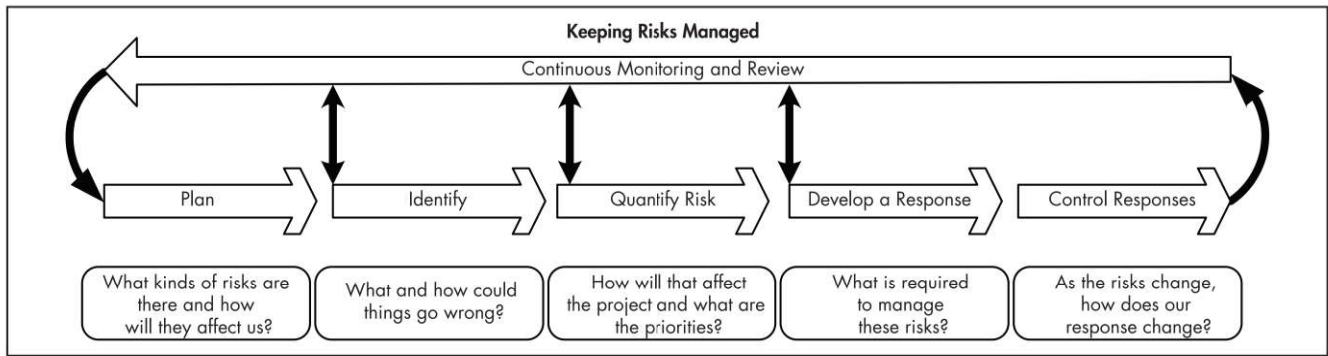 Keeping Risks Managed
Continuous Monitoring and Review
Plan
Identify
Quantify Risk
Develop a Response
Control Responses
What kinds of risks are
there and how
will they affect us?
What and how could
things go wrong?
How will that affect
the project and what are
the priorities?
What is required
to manage
these risks?
As the risks change,
how does our
response change?